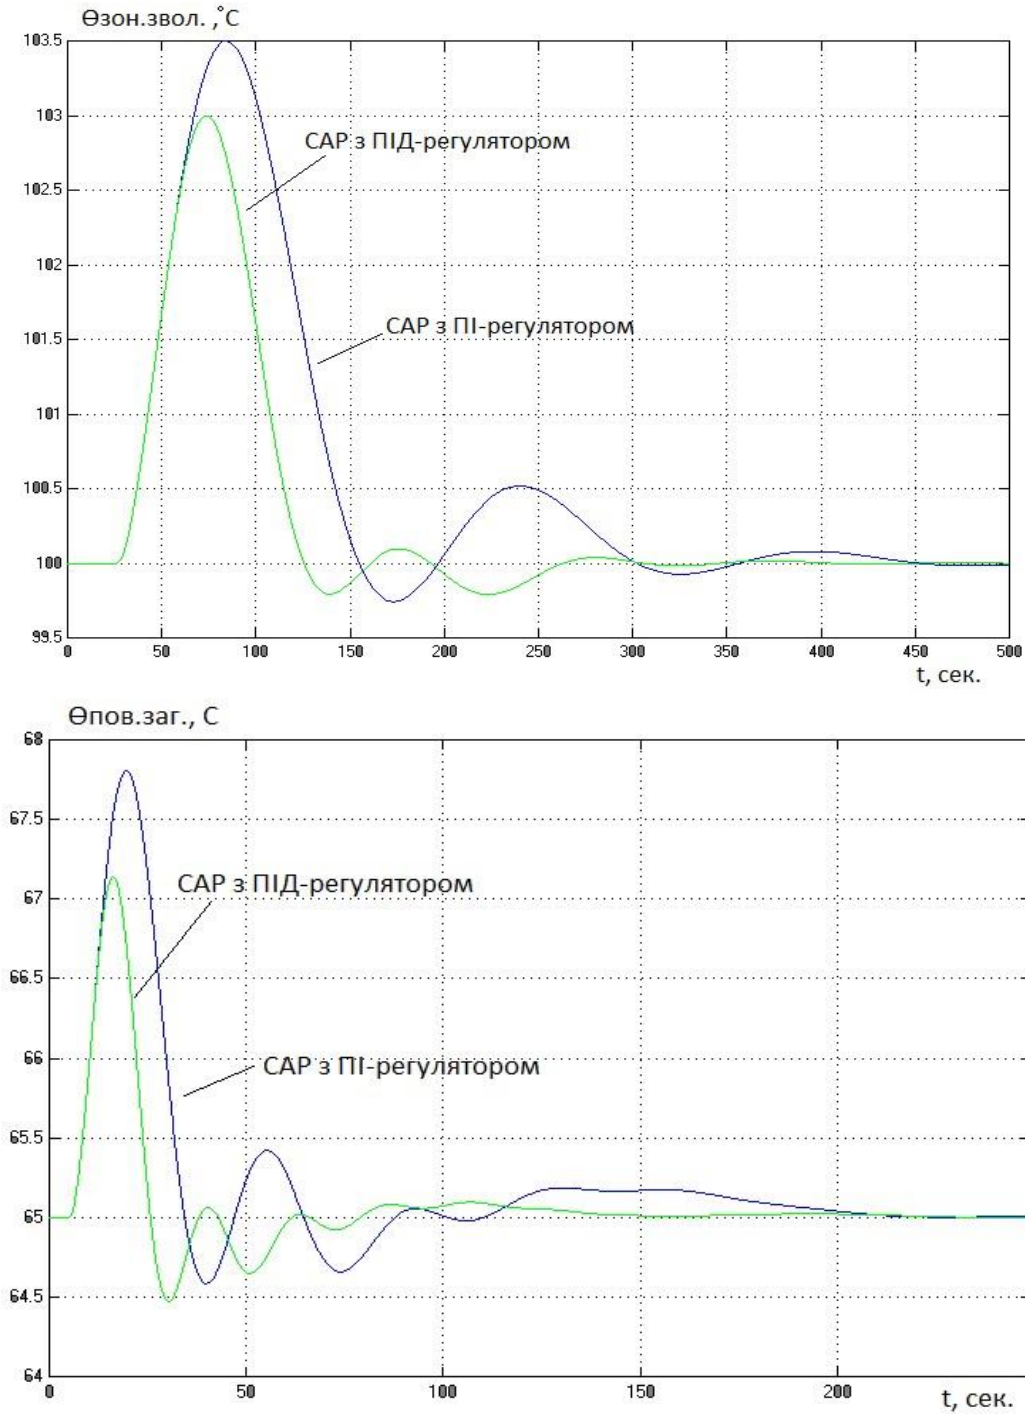 Өзон.звол. ,˚С
103.5
103
САР з ПІД-регулятором
102.5
102
САР з ПІ-регулятором
101.5
101
100.5
100
99.5
0 50 100 150 200 250 300 350 400 450 500
t, сек.
Өпов.заг., С
68
67.5
САР з ПІД-регулятором
67
66.5
66
САР з ПІ-регулятором
65.5
65
64.5
64
0 50 100 150 200
t, сек.